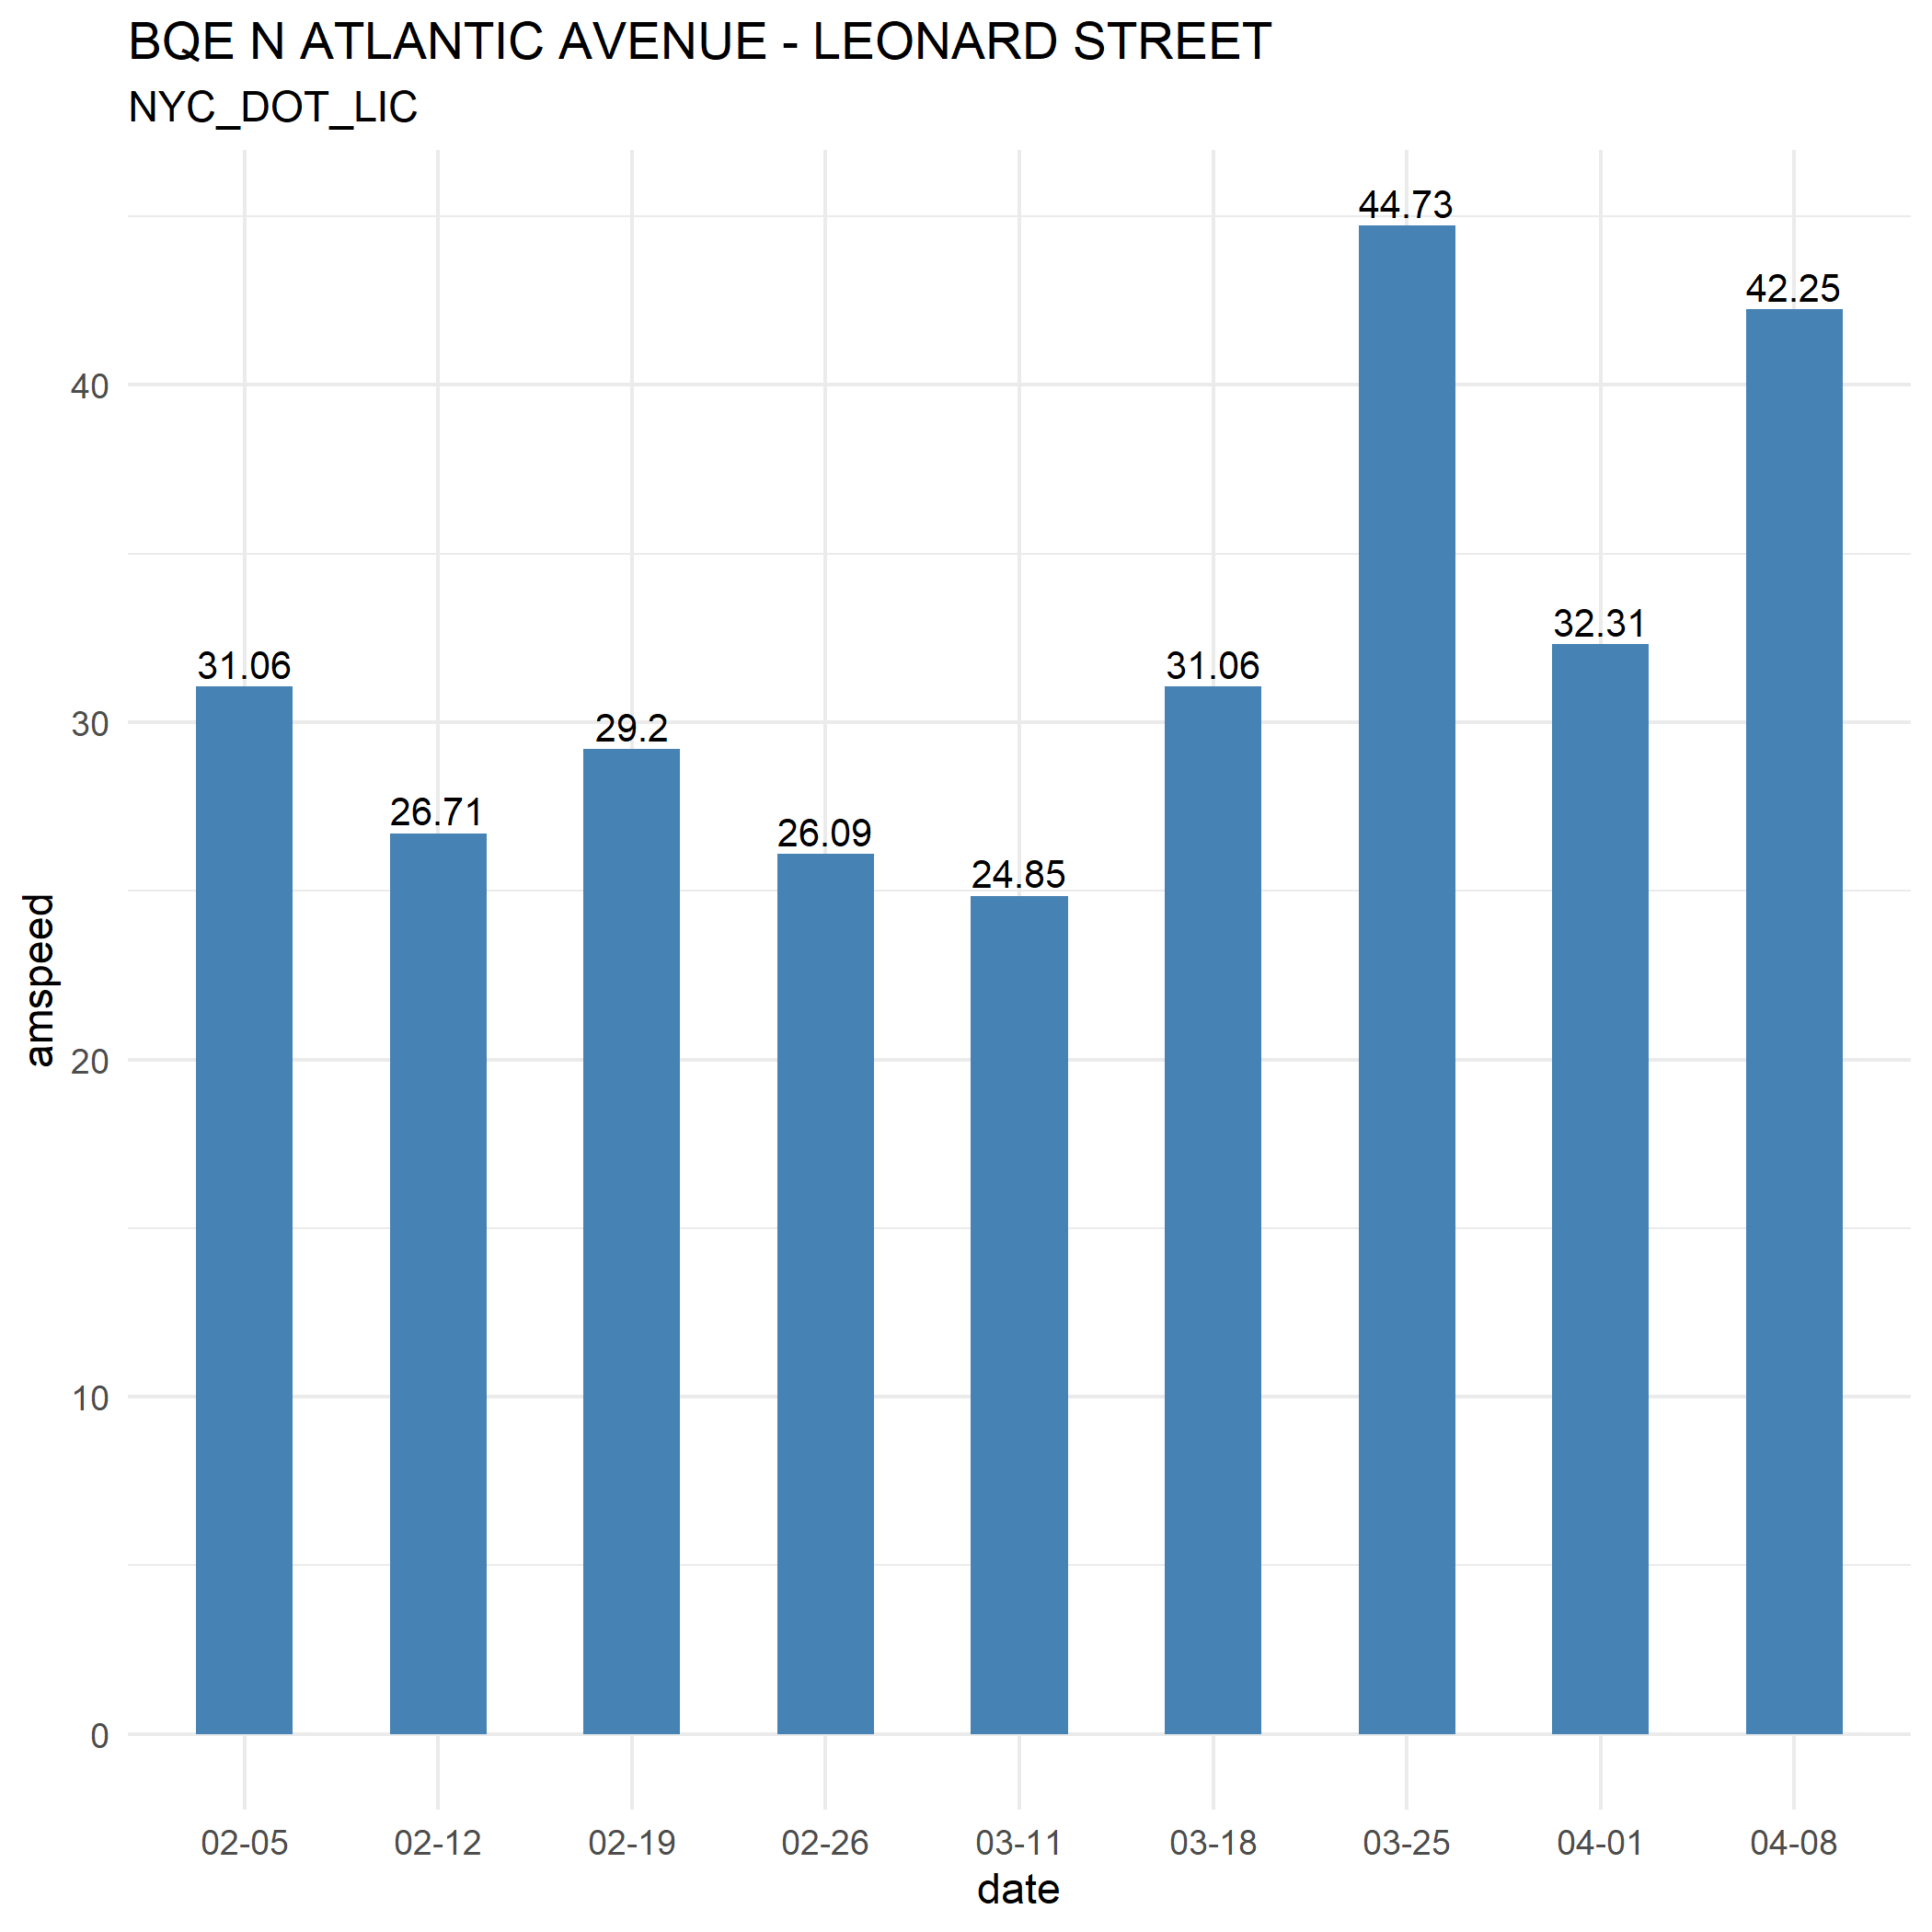 BQE N ATLANTIC AVENUE - LEONARD STREET
NYC_DOT_LIC
44.73
42.25
40
32.31
31.06
31.06
30
29.2
26.71
26.09
24.85
amspeed
20
10
0
02-05 02-12 02-19 02-26 03-11 03-18 03-25 04-01 04-08
date